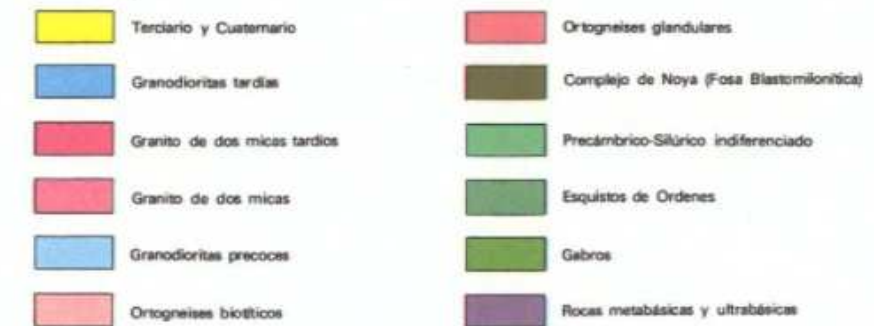 Terciario y Cuaternario
Granodioritas tardías
Granito de dos micas tardios
Granito de dos micas
Granodioritas precoces
Ortogneises biotíticos
Ortogneises glandulares
Complejo de Noya (Fosa Blastomilonítica)
Precámbrico-Silúrico indiferenciado
Esquistos de Ordenes
Gabros
Rocas metabásicas y ultrabásicas